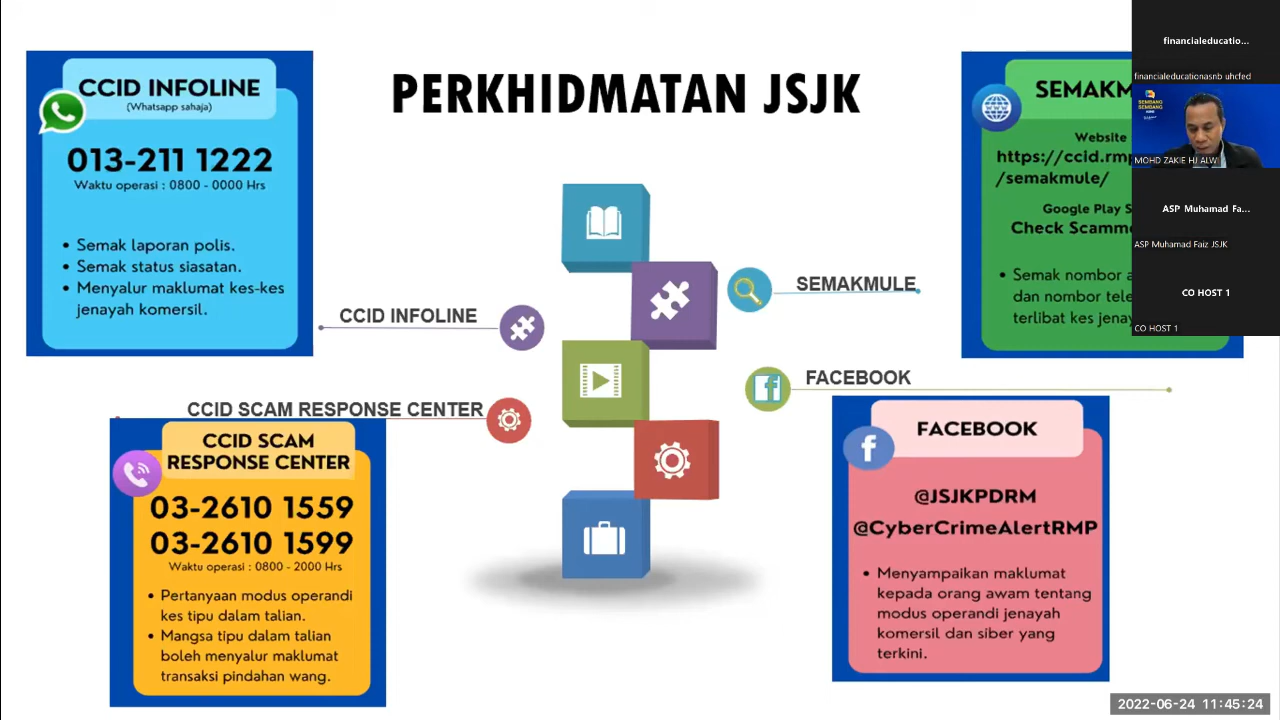 PERKHIDMATAN JSJK
CCID INFOLINE
(Whatsapp sahaja)
013-211 1222
Waktu operasi : 0800 - 0000 Hrs
• Semak laporan polis.
• Semak status siasatan.
• Menyalur maklumat kes-kes
jenayah komersil.
CCID INFOLINE
CCID SCAM RESPONSE CENTER
CCID SCAM
RESPONSE CENTER
03-2610 1559
03-2610 1599
Waktu operasi : 0800 - 2000 Hrs
• Pertanyaan modus operandi
kes tipu dalam talian.
• Mangsa tipu dalam talian
boleh menyalur maklumat
transaksi pindahan wang.
SEMAKMULE
FACEBOOK
SEMAKM
Website
https://ccid.rmp
/semakmule/
Google Play S
Check Scamm
• Semak nombor a
dan nombor tele
terlibat kes jenay
FACEBOOK
@JSJKPDRM
@CyberCrimeAlertRMP
• Menyampaikan maklumat
kepada orang awam tentang
modus operandi jenayah
komersil dan siber yang
terkini.
financialeducatio...
financialeducationasnb uhcfed
SEMBANG
SEMBANG
MOHD ZAKIE HJ ALWI
ASP Muhamad Fa...
ASP Muhamad Faiz JSJK
CO HOST 1
CO HOST 1
2022-06-24 11:45:24